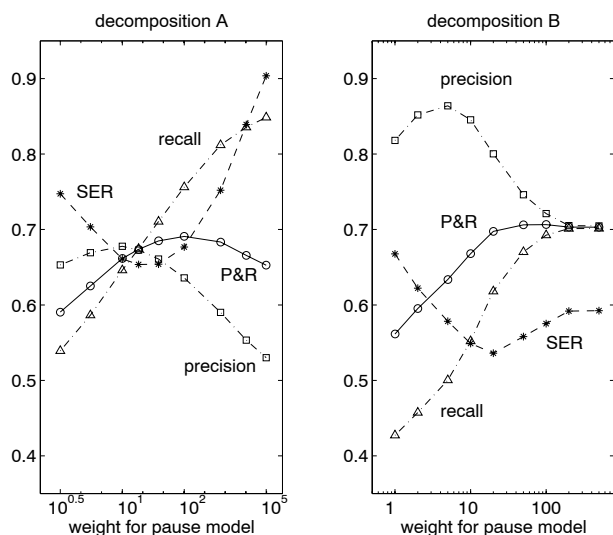 decomposition A
0.9
0.8
0.7
0.6
0.5
0.4
SER
recall
P&R
precision
10^0.5 10^1 10^2 10^5
weight for pause model
decomposition B
0.9
0.8
0.7
0.6
0.5
0.4
precision
P&R
SER
recall
1 10 100
weight for pause model